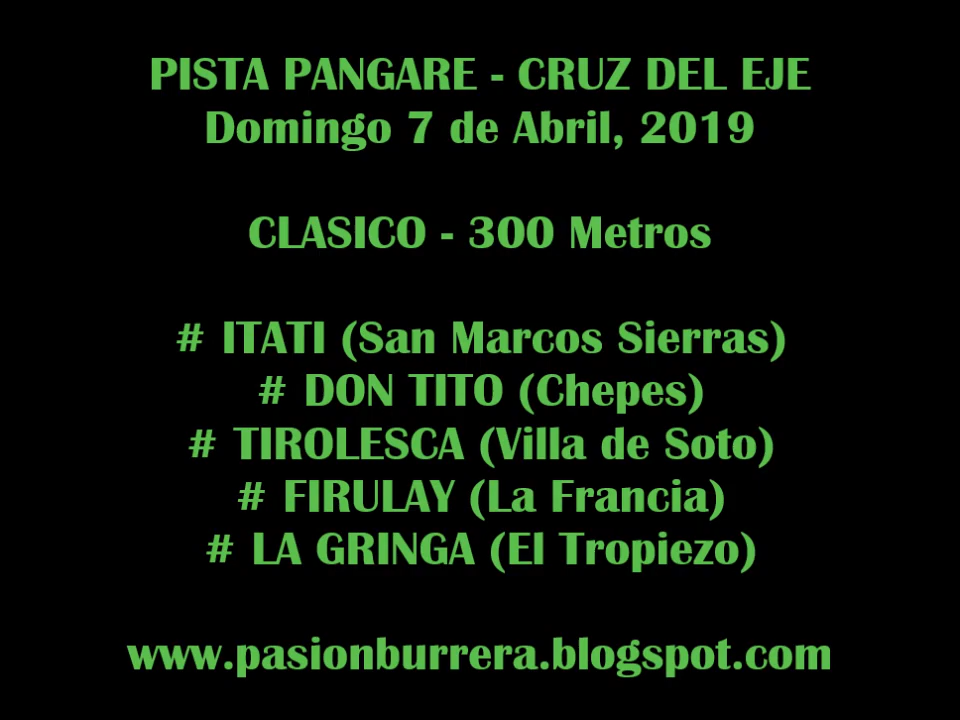 PISTA PANGARE - CRUZ DEL EJE
Domingo 7 de Abril, 2019
CLASICO - 300 Metros
# ITATI (San Marcos Sierras)
# DON TITO (Chepes)
# TIROLESCA (Villa de Soto)
# FIRULAY (La Francia)
# LA GRINGA (El Tropiezo)
www.pasionburrera.blogspot.com